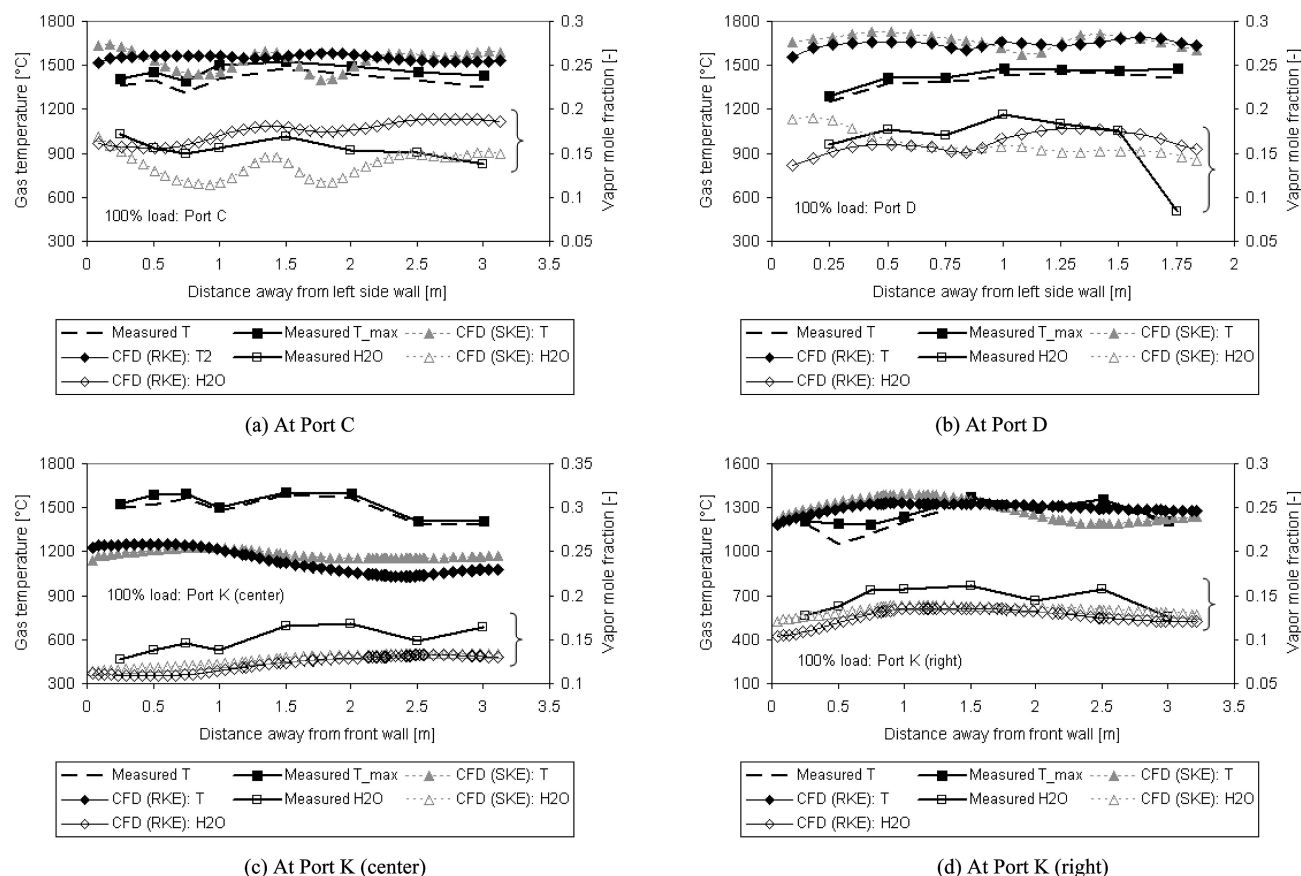 1800
1500
1200
900
600
300
Gas temperature [°C]
0.3
0.25
0.2
0.15
0.1
0.05
Vapor mole fraction [-]
100% load: Port C
0 0.5 1 1.5 2 2.5 3 3.5
Distance away from left side wall [m]
Measured T Measured T_max CFD (SKE): T
CFD (RKE): T2 Measured H2O CFD (SKE): H2O
CFD (RKE): H2O
(a) At Port C
1800
1500
1200
900
600
300
Gas temperature [°C]
0.3
0.25
0.2
0.15
0.1
0.05
Vapor mole fraction [-]
100% load: Port D
0 0.25 0.5 0.75 1 1.25 1.5 1.75 2
Distance away from left side wall [m]
Measured T Measured T_max CFD (SKE): T
CFD (RKE): T Measured H2O CFD (SKE): H2O
CFD (RKE): H2O
(b) At Port D
1800
1500
1200
900
600
300
Gas temperature [°C]
0.35
0.3
0.25
0.2
0.15
0.1
Vapor mole fraction [-]
100% load: Port K (center)
0 0.5 1 1.5 2 2.5 3 3.5
Distance away from front wall [m]
Measured T Measured T_max CFD (SKE): T
CFD (RKE): T Measured H2O CFD (SKE): H2O
CFD (RKE): H2O
(c) At Port K (center)
1600
1300
1000
700
400
100
Gas temperature [°C]
0.3
0.25
0.2
0.15
0.1
0.05
Vapor mole fraction [-]
100% load: Port K (right)
0 0.5 1 1.5 2 2.5 3 3.5
Distance away from front wall [m]
Measured T Measured T_max CFD (SKE): T
CFD (RKE): T Measured H2O CFD (SKE): H2O
CFD (RKE): H2O
(d) At Port K (right)